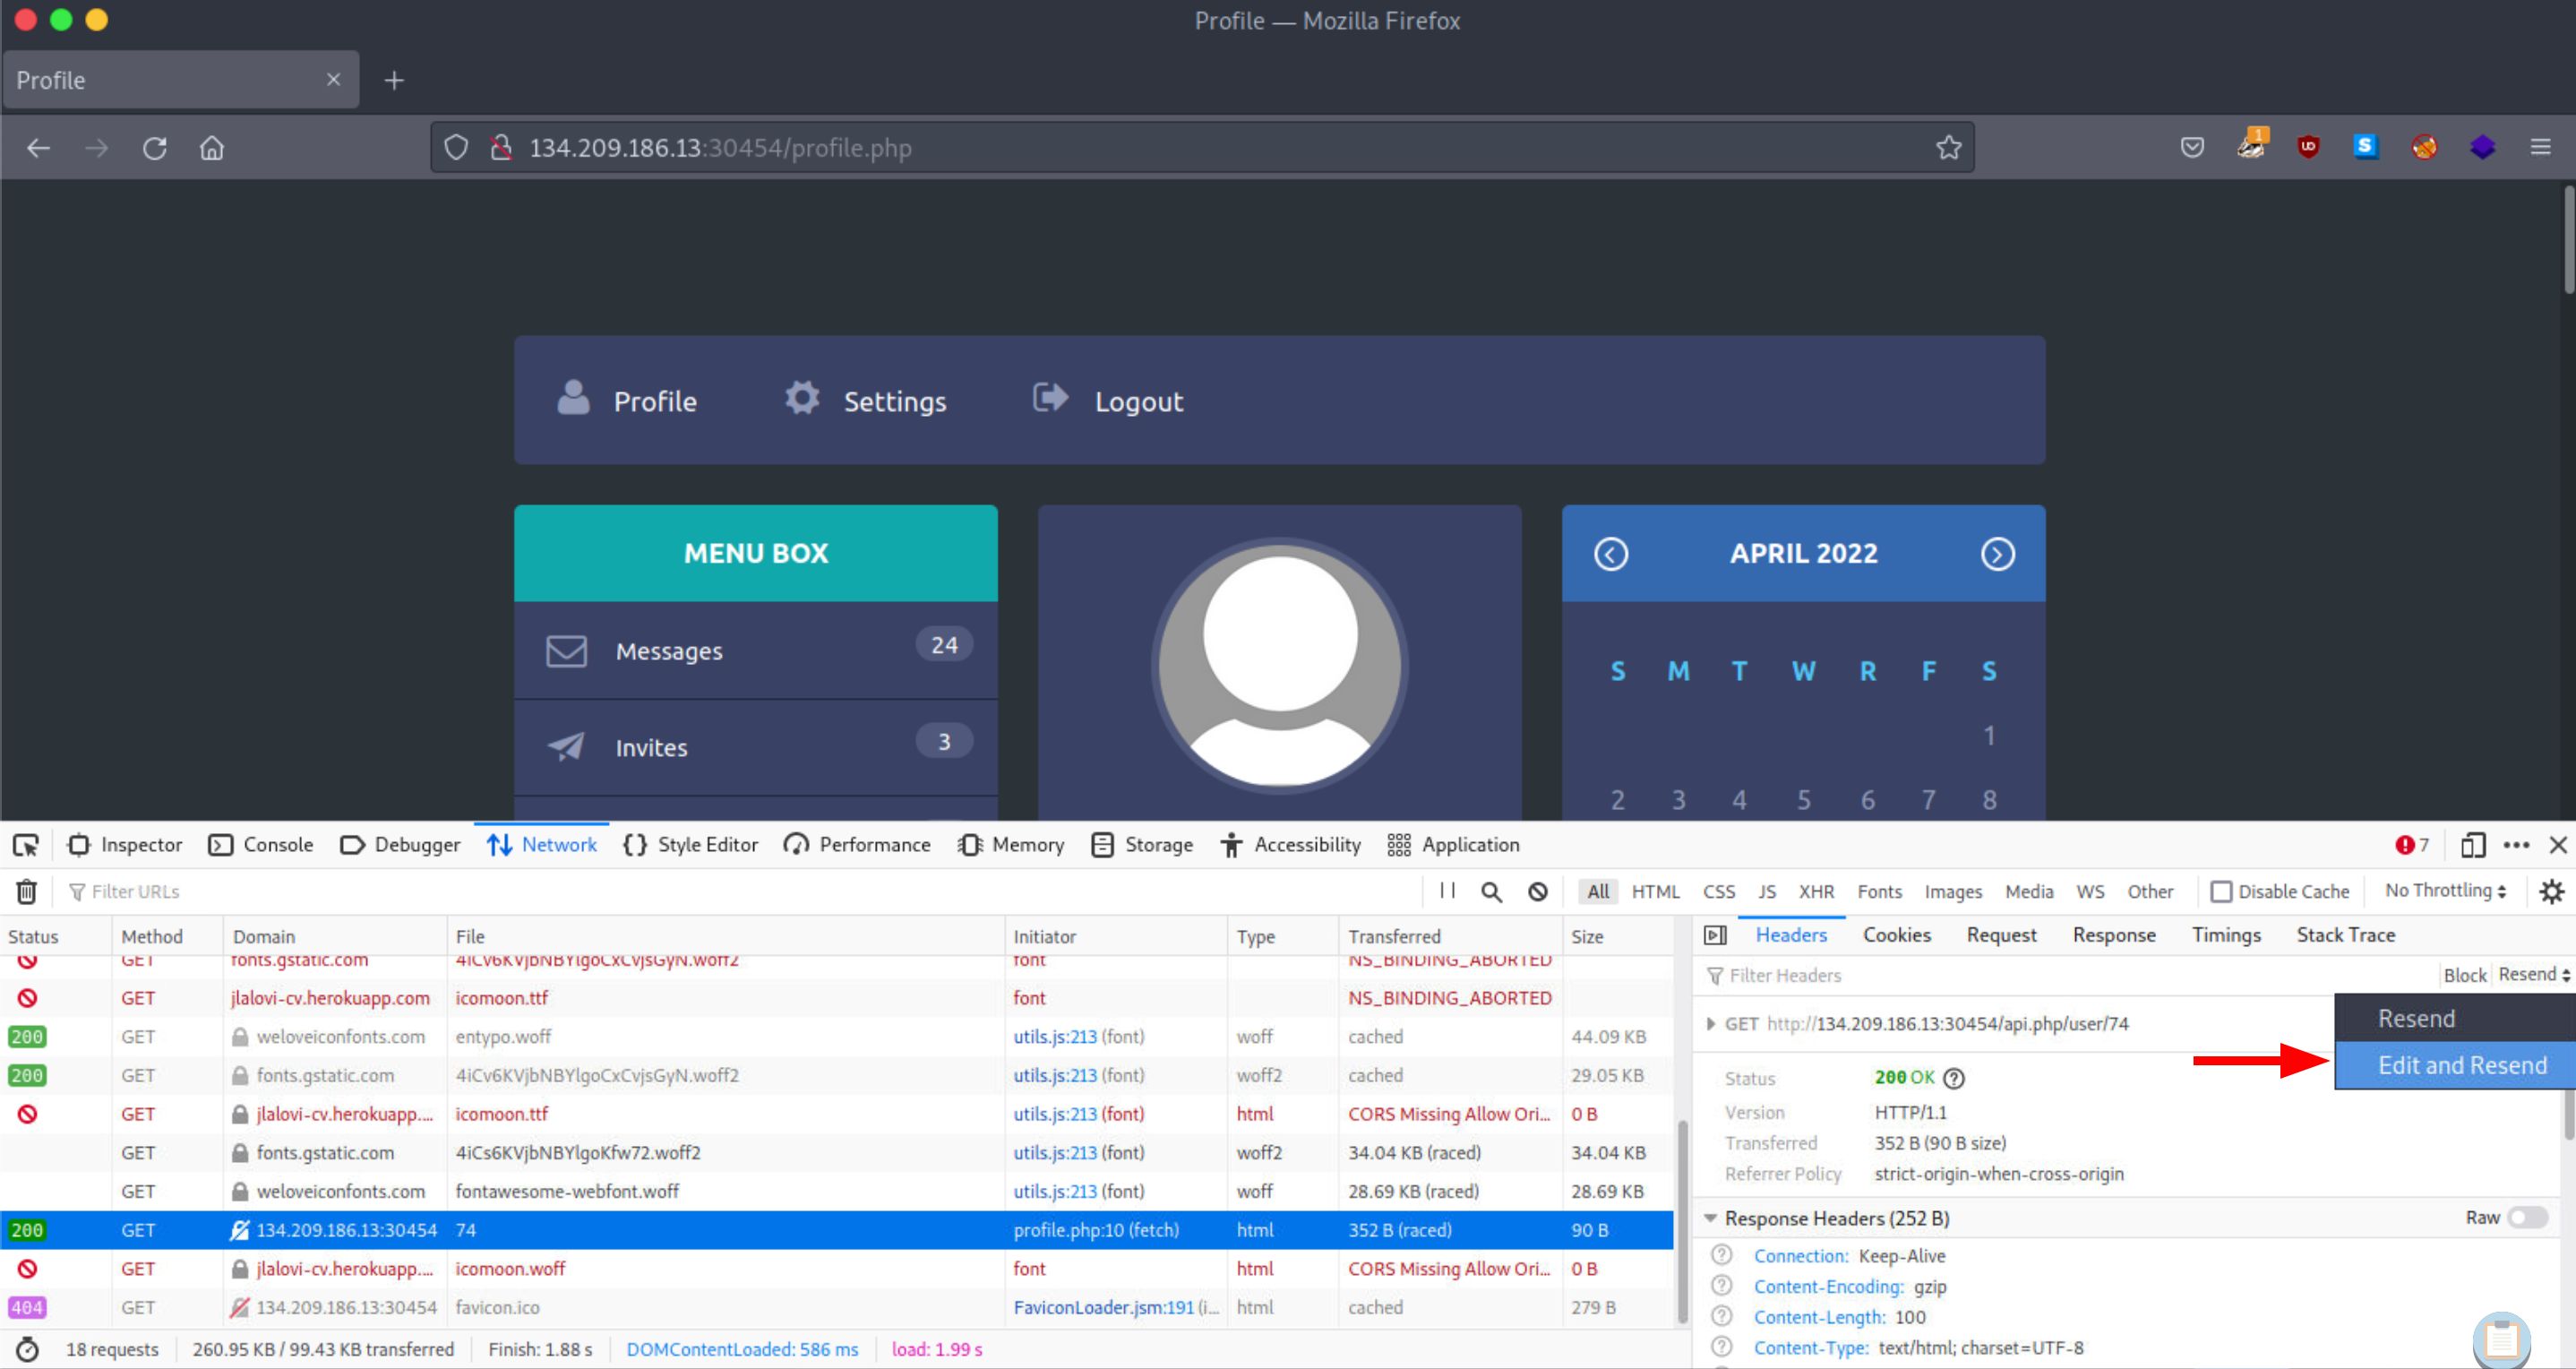 Profile — Mozilla Firefox
Profile
134.209.186.13:30454/profile.php
1
UD
S
Profile
Settings
Logout
MENU BOX
Messages 24
Invites 3
APRIL 2022
S M T W R F S
1
2 3 4 5 6 7 8
Inspector Console Debugger Network Style Editor Performance Memory Storage Accessibility Application 7
Filter URLs All HTML CSS JS XHR Fonts Images Media WS Other Disable Cache No Throttling
Status Method Domain File Initiator Type Transferred Size
GET fonts.gstatic.com 4iCv6KVjbNBYlgoCxCvjsGyN.woff2 font NS_BINDING_ABORTED
GET jlalovi-cv.herokuapp.com icomoon.ttf font NS_BINDING_ABORTED
200 GET weloveiconfonts.com entypo.woff utils.js:213 (font) woff cached 44.09 KB
200 GET fonts.gstatic.com 4iCv6KVjbNBYlgoCxCvjsGyN.woff2 utils.js:213 (font) woff2 cached 29.05 KB
GET jlalovi-cv.herokuapp.... icomoon.ttf utils.js:213 (font) html CORS Missing Allow Ori... 0 B
GET fonts.gstatic.com 4iCs6KVjbNBYlgoKfw72.woff2 utils.js:213 (font) woff2 34.04 KB (raced) 34.04 KB
GET weloveiconfonts.com fontawesome-webfont.woff utils.js:213 (font) woff 28.69 KB (raced) 28.69 KB
200 GET 134.209.186.13:30454 74 profile.php:10 (fetch) html 352 B (raced) 90 B
GET jlalovi-cv.herokuapp.... icomoon.woff font html CORS Missing Allow Ori... 0 B
404 GET 134.209.186.13:30454 favicon.ico FaviconLoader.jsm:191 (i... html cached 279 B
18 requests 260.95 KB / 99.43 KB transferred Finish: 1.88 s DOMContentLoaded: 586 ms load: 1.99 s
Headers Cookies Request Response Timings Stack Trace
Filter Headers Block Resend
Resend
Edit and Resend
GET http://134.209.186.13:30454/api.php/user/74
Status 200 OK
Version HTTP/1.1
Transferred 352 B (90 B size)
Referrer Policy strict-origin-when-cross-origin
Response Headers (252 B) Raw
Connection: Keep-Alive
Content-Encoding: gzip
Content-Length: 100
Content-Type: text/html; charset=UTF-8